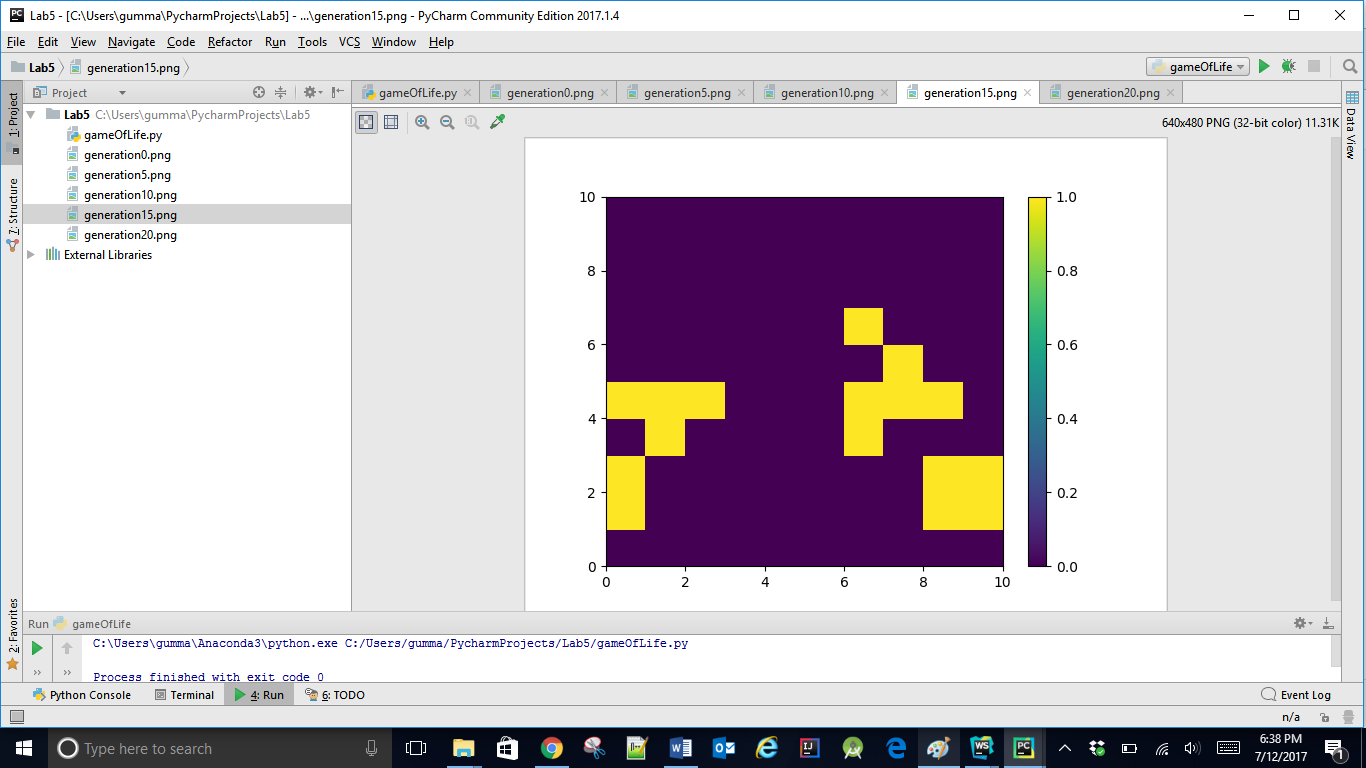 Lab5 - [C:\Users\gumma\PycharmProjects\Lab5] - ...\generation15.png - PyCharm Community Edition 2017.1.4
File Edit View Navigate Code Refactor Run Tools VCS Window Help
Lab5 generation15.png gameOfLife
Project gameOfLife.py generation0.png generation5.png generation10.png generation15.png generation20.png
640x480 PNG (32-bit color) 11.31K
1: Project
7: Structure
2: Favorites
Data View
Lab5 C:\Users\gumma\PycharmProjects\Lab5
gameOfLife.py
generation0.png
generation5.png
generation10.png
generation15.png
generation20.png
External Libraries
10
8
6
4
2
0
0 2 4 6 8 10
1.0
0.8
0.6
0.4
0.2
0.0
Run gameOfLife
C:\Users\gumma\Anaconda3\python.exe C:/Users/gumma/PycharmProjects/Lab5/gameOfLife.py
Process finished with exit code 0
Python Console Terminal 4: Run 6: TODO Event Log
n/a
Type here to search
6:38 PM
7/12/2017